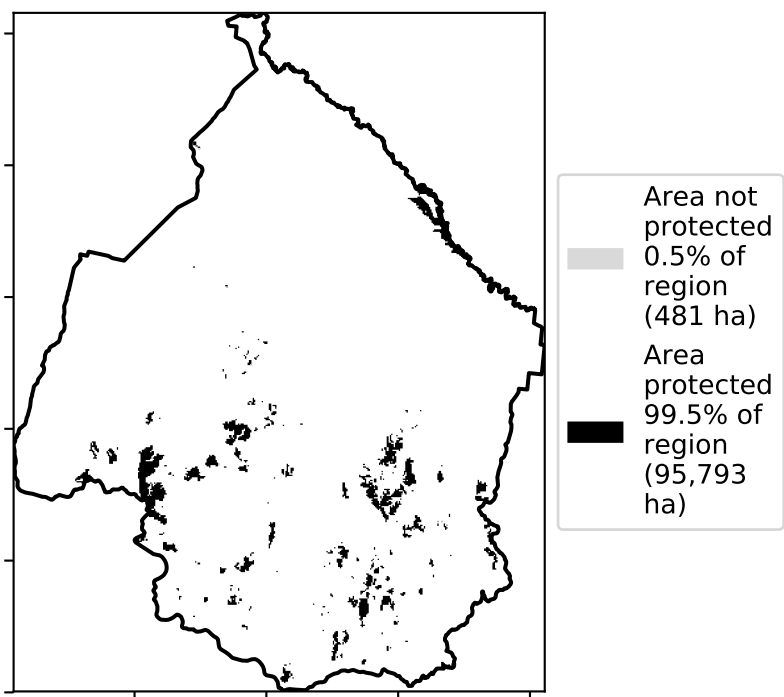 Area not
protected
0.5% of
region
(481 ha)
Area
protected
99.5% of
region
(95,793
ha)